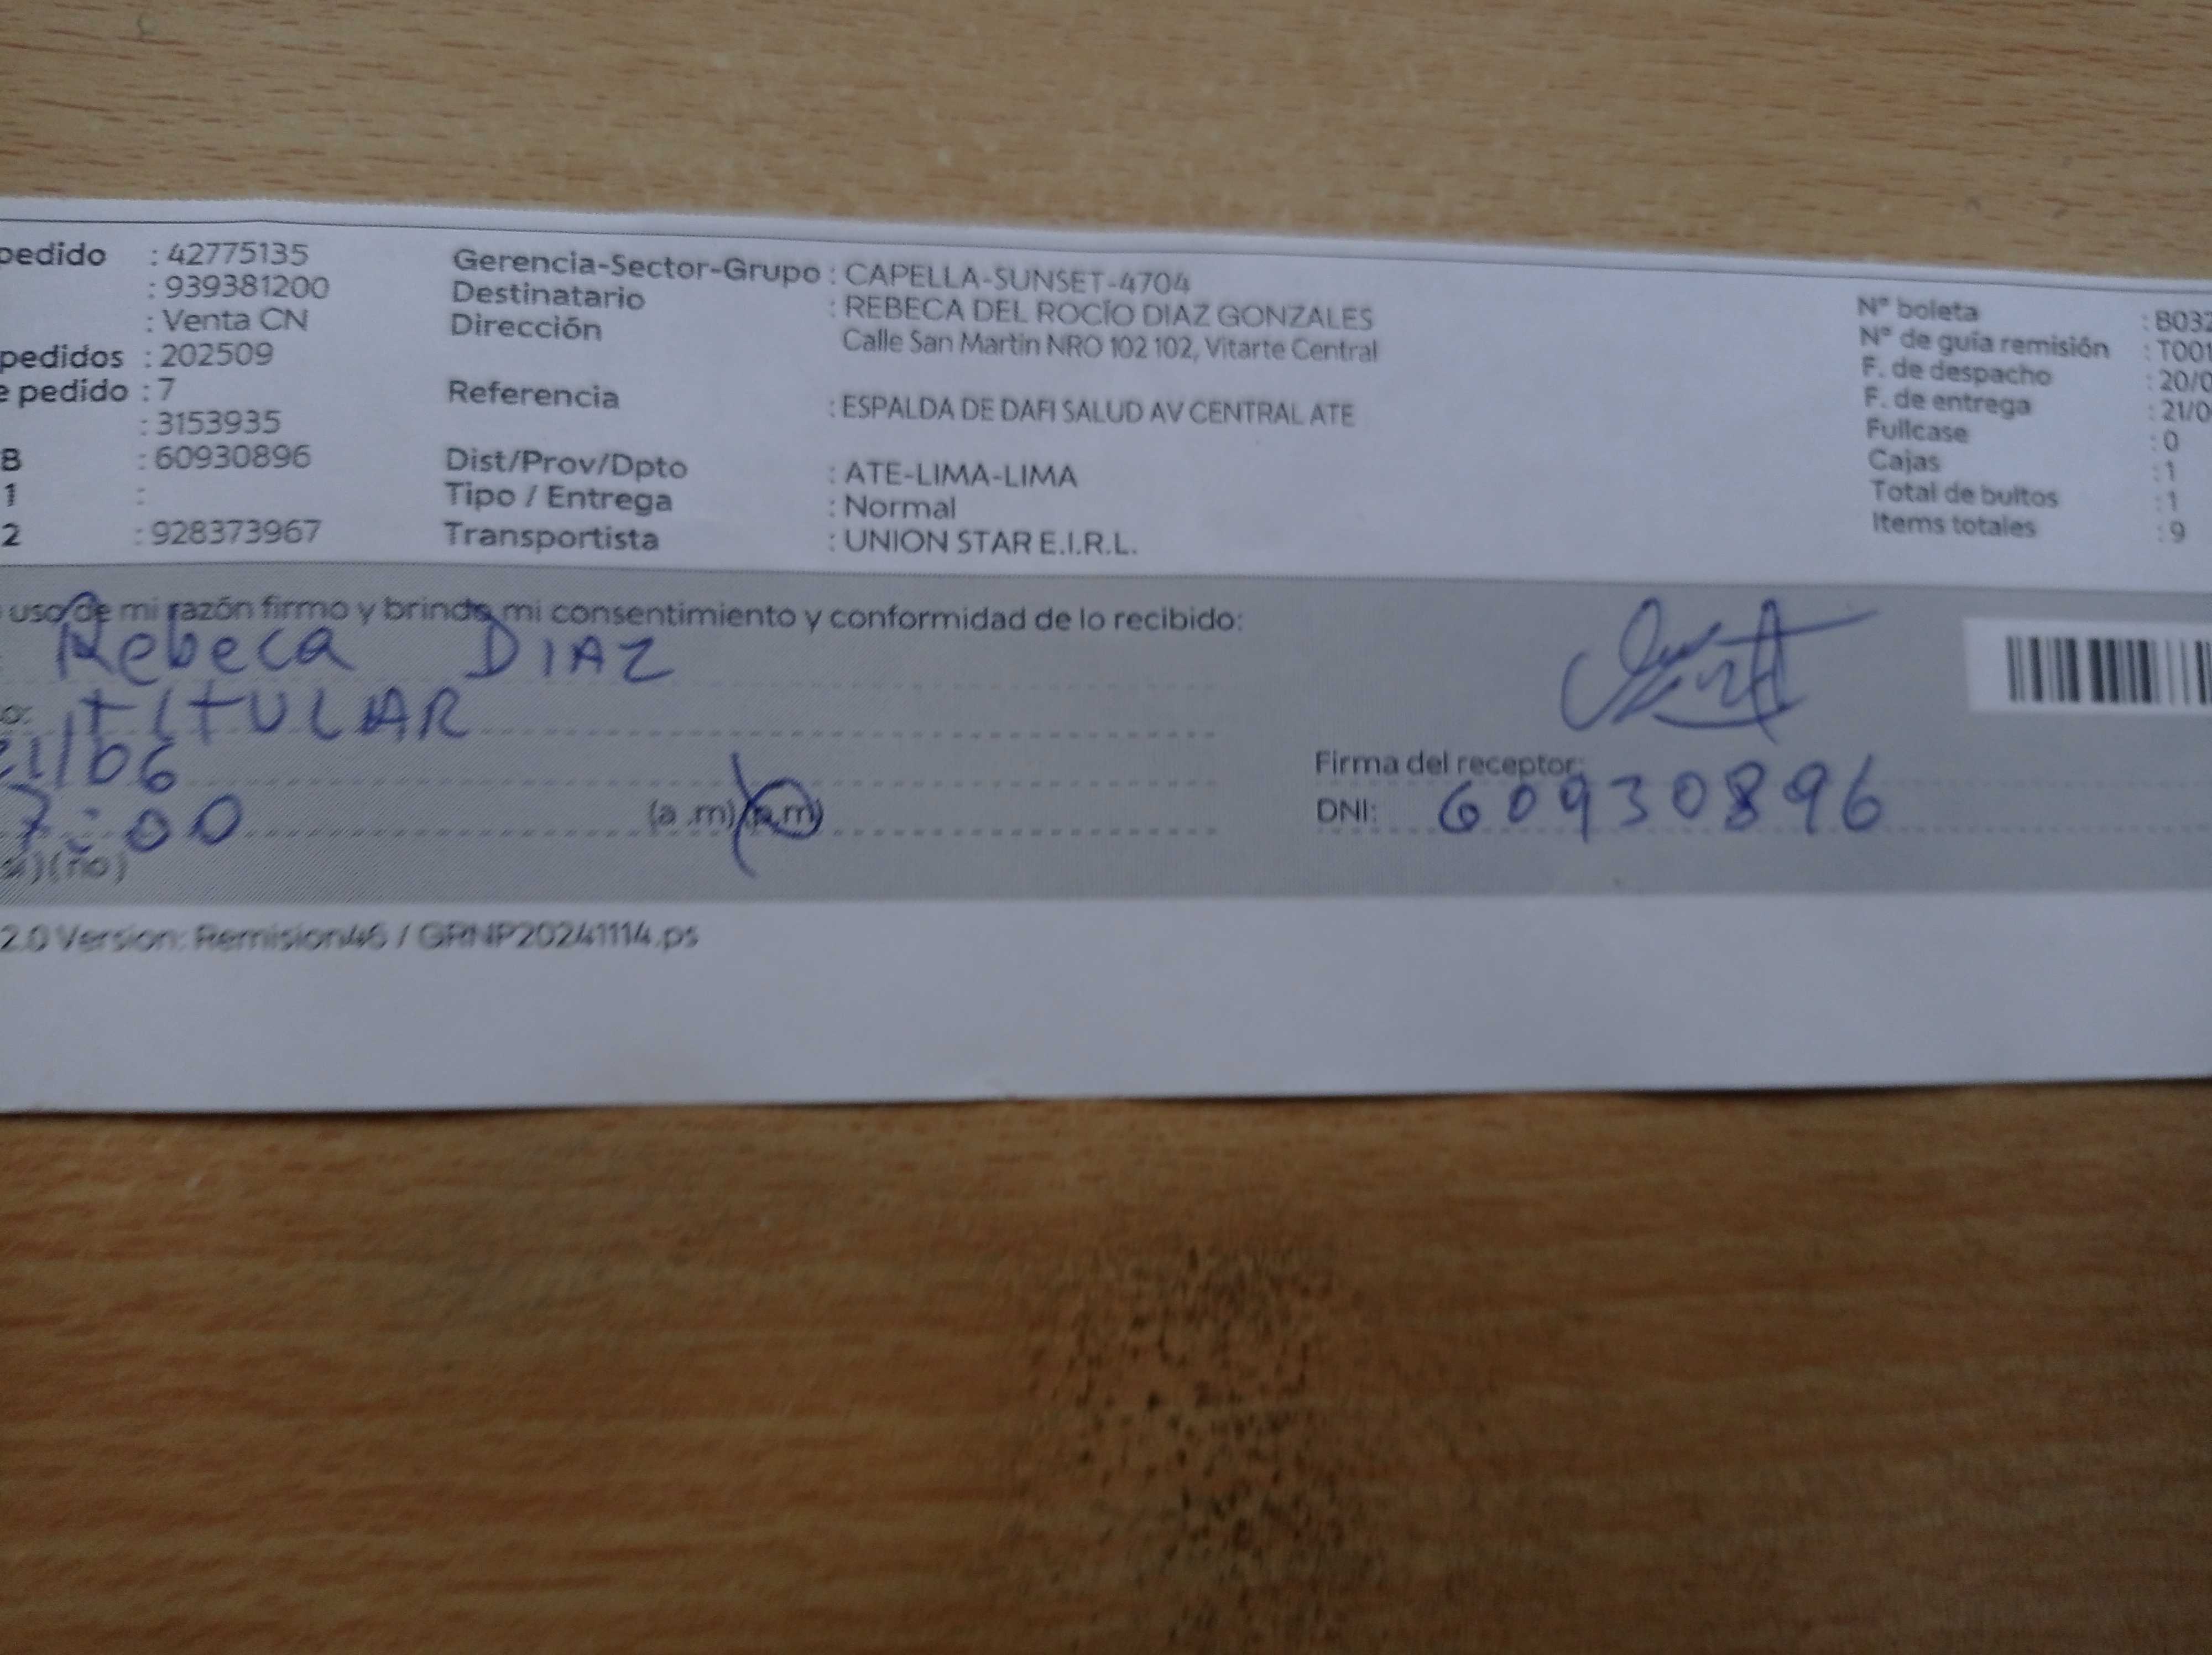 pedido : 42775135
: 939381200
: Venta CN
pedidos : 202509
e pedido : 7
: 3153935
B : 60930896
1 :
2 : 928373967
Gerencia-Sector-Grupo : CAPELLA-SUNSET-4704
Destinatario : REBECA DEL ROCÍO DIAZ GONZALES
Dirección Calle San Martin NRO 102 102, Vitarte Central
Referencia : ESPALDA DE DAFI SALUD AV CENTRAL ATE
Dist/Prov/Dpto : ATE-LIMA-LIMA
Tipo / Entrega : Normal
Transportista : UNION STAR E.I.R.L.
N° boleta : B032
N° de guía remisión : T001
F. de despacho : 20/0
F. de entrega : 21/0
Fullcase : 0
Cajas : 1
Total de bultos : 1
Items totales : 9
uso de mi razón firmo y brindo mi consentimiento y conformidad de lo recibido:
Rebeca DIAZ
o: TITULAR
21/06
7:00 (a .m) (p.m)
sí) (no)
Firma del receptor:
DNI: 60930896
2.0 Version: Remision46 / GRNP20241114.ps